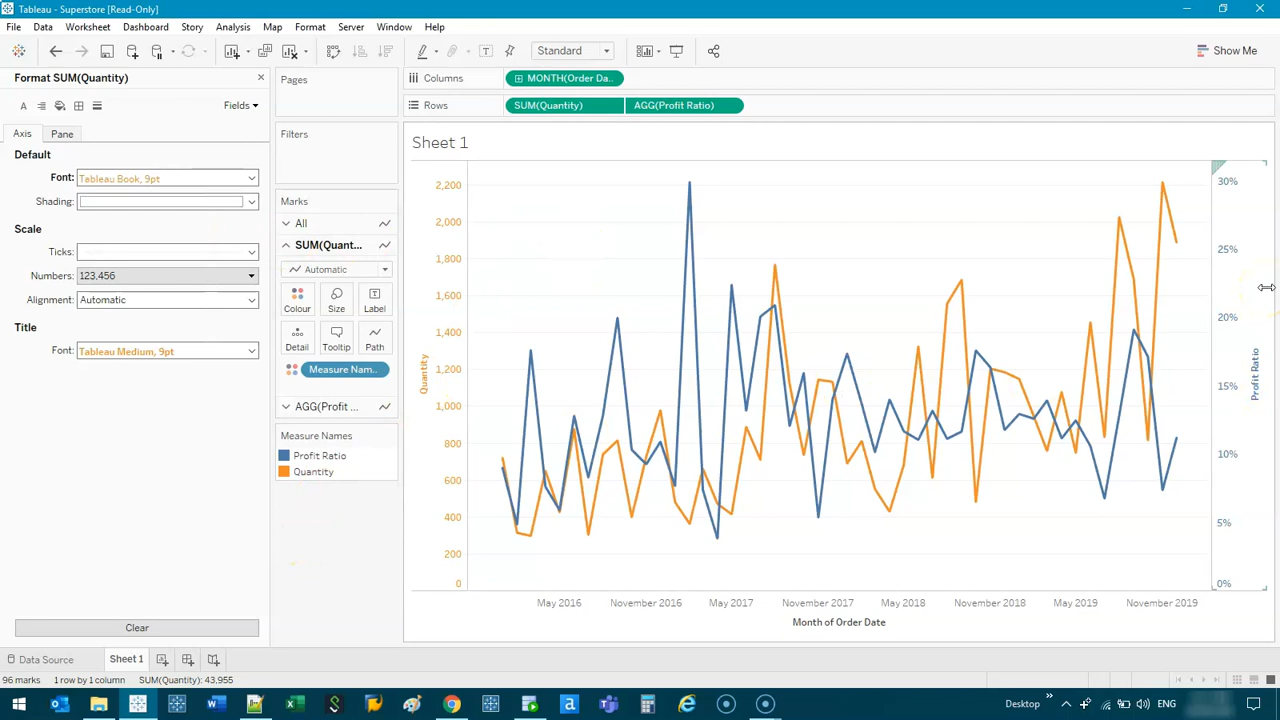 Tableau - Superstore [Read-Only]
File Data Worksheet Dashboard Story Analysis Map Format Server Window Help
Standard
Show Me
Format SUM(Quantity)
Fields
Axis Pane
Default
Font: Tableau Book, 9pt
Shading:
Scale
Ticks:
Numbers: 123,456
Alignment: Automatic
Title
Font: Tableau Medium, 9pt
Clear
Pages
Filters
Marks
All
SUM(Quant...
Automatic
Colour Size Label
Detail Tooltip Path
Measure Nam..
AGG(Profit ...
Measure Names
Profit Ratio
Quantity
Columns MONTH(Order Da..
Rows SUM(Quantity) AGG(Profit Ratio)
Sheet 1
2,200
2,000
1,800
1,600
1,400
1,200
1,000
800
600
400
200
0
Quantity
30%
25%
20%
15%
10%
5%
0%
Profit Ratio
May 2016 November 2016 May 2017 November 2017 May 2018 November 2018 May 2019 November 2019
Month of Order Date
Data Source Sheet 1
96 marks 1 row by 1 column SUM(Quantity): 43,955
Desktop ENG